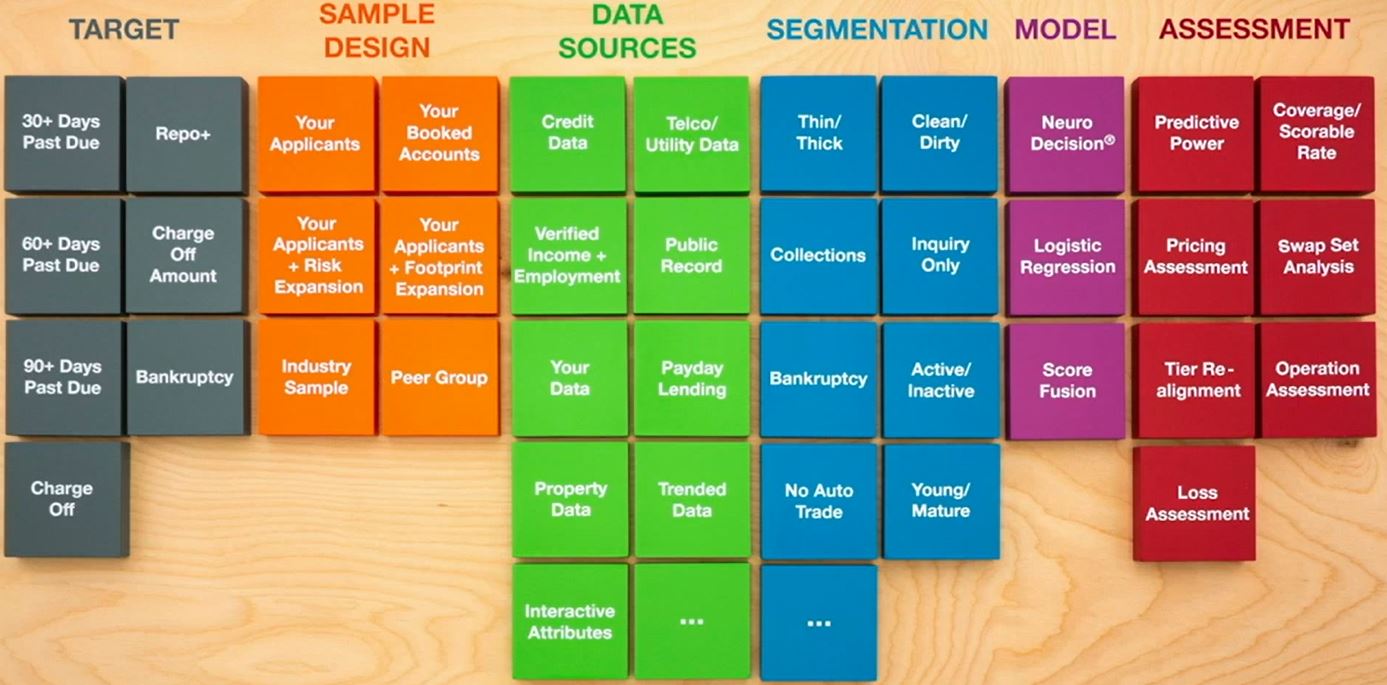 TARGET
SAMPLE
DESIGN
DATA
SOURCES
SEGMENTATION
MODEL
ASSESSMENT
30+ Days
Past Due
Repo+
60+ Days
Past Due
Charge
Off
Amount
90+ Days
Past Due
Bankruptcy
Charge
Off
Your
Applicants
Your
Booked
Accounts
Your
Applicants
+ Risk
Expansion
Your
Applicants
+ Footprint
Expansion
Industry
Sample
Peer Group
Credit
Data
Telco/
Utility Data
Verified
Income +
Employment
Public
Record
Your
Data
Payday
Lending
Property
Data
Trended
Data
Interactive
Attributes
...
Thin/
Thick
Clean/
Dirty
Collections
Inquiry
Only
Bankruptcy
Active/
Inactive
No Auto
Trade
Young/
Mature
...
Neuro
Decision®
Logistic
Regression
Score
Fusion
Predictive
Power
Coverage/
Scorable
Rate
Pricing
Assessment
Swap Set
Analysis
Tier Re-
alignment
Operation
Assessment
Loss
Assessment